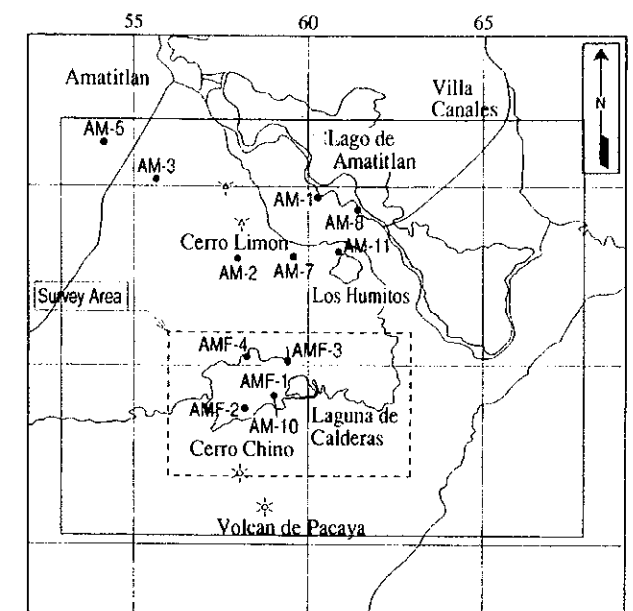 55 60 65
Amatitlan
Villa
Canales
N
AM-5
Lago de
Amatitlan
AM-3
AM-1
AM-8
Cerro Limon
AM-11
AM-2
AM-7
Los Humitos
Survey Area
AMF-4
AMF-3
AMF-1
AMF-2
AM-10
Laguna de
Calderas
Cerro Chino
Volcan de Pacaya